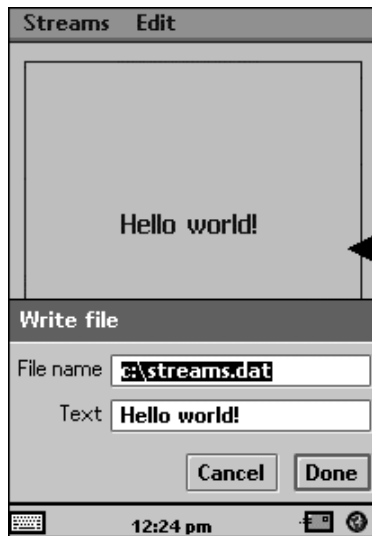 Streams Edit
Hello world!
Write file
File name c:\streams.dat
Text Hello world!
Cancel Done
12:24 pm